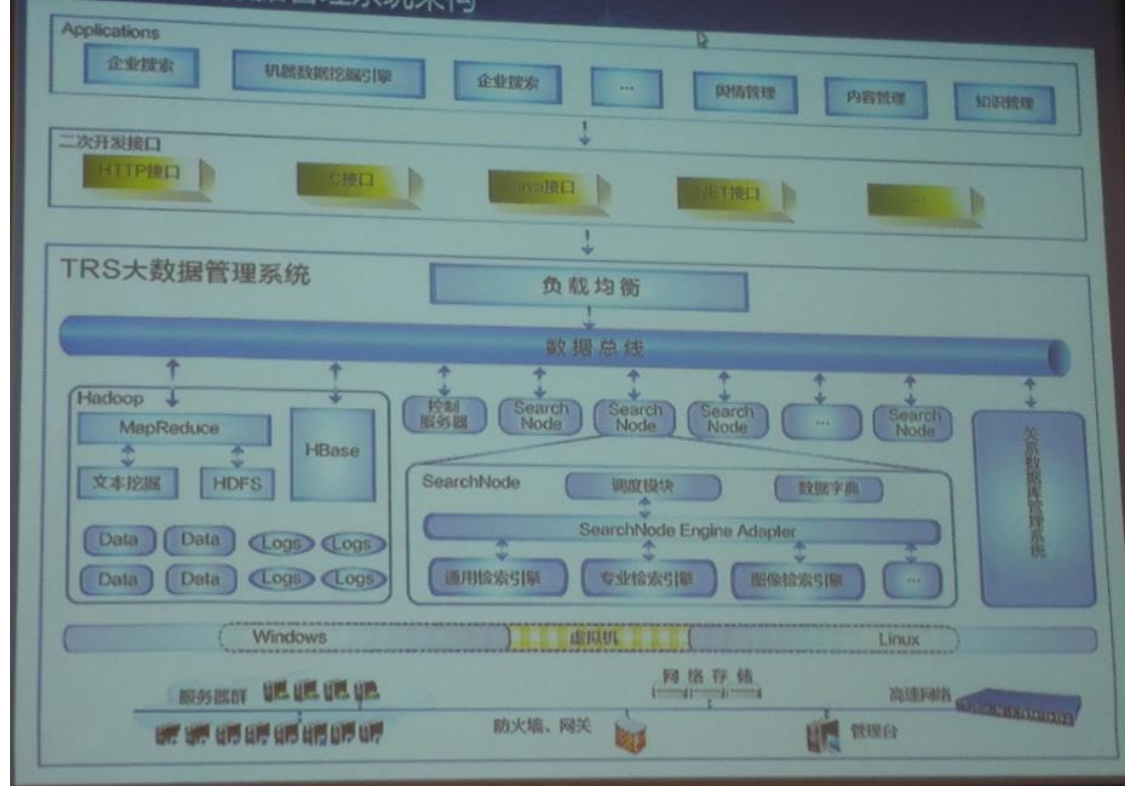 数据管理系统架构
Applications
企业搜索
机器数据挖掘引擎
企业搜索
...
舆情管理
内容管理
知识管理
二次开发接口
HTTP接口
C接口
Java接口
.NET接口
...
TRS大数据管理系统
负载均衡
数据总线
Hadoop
MapReduce
HBase
文本挖掘
HDFS
Data
Data
Logs
Logs
Data
Data
Logs
Logs
控制
服务器
Search
Node
Search
Node
Search
Node
...
Search
Node
SearchNode
调度模块
数据字典
SearchNode Engine Adapter
通用检索引擎
专业检索引擎
图像检索引擎
...
关系数据库管理系统
Windows
虚拟机
Linux
服务器群
网络存储
高速网络
防火墙、网关
管理台